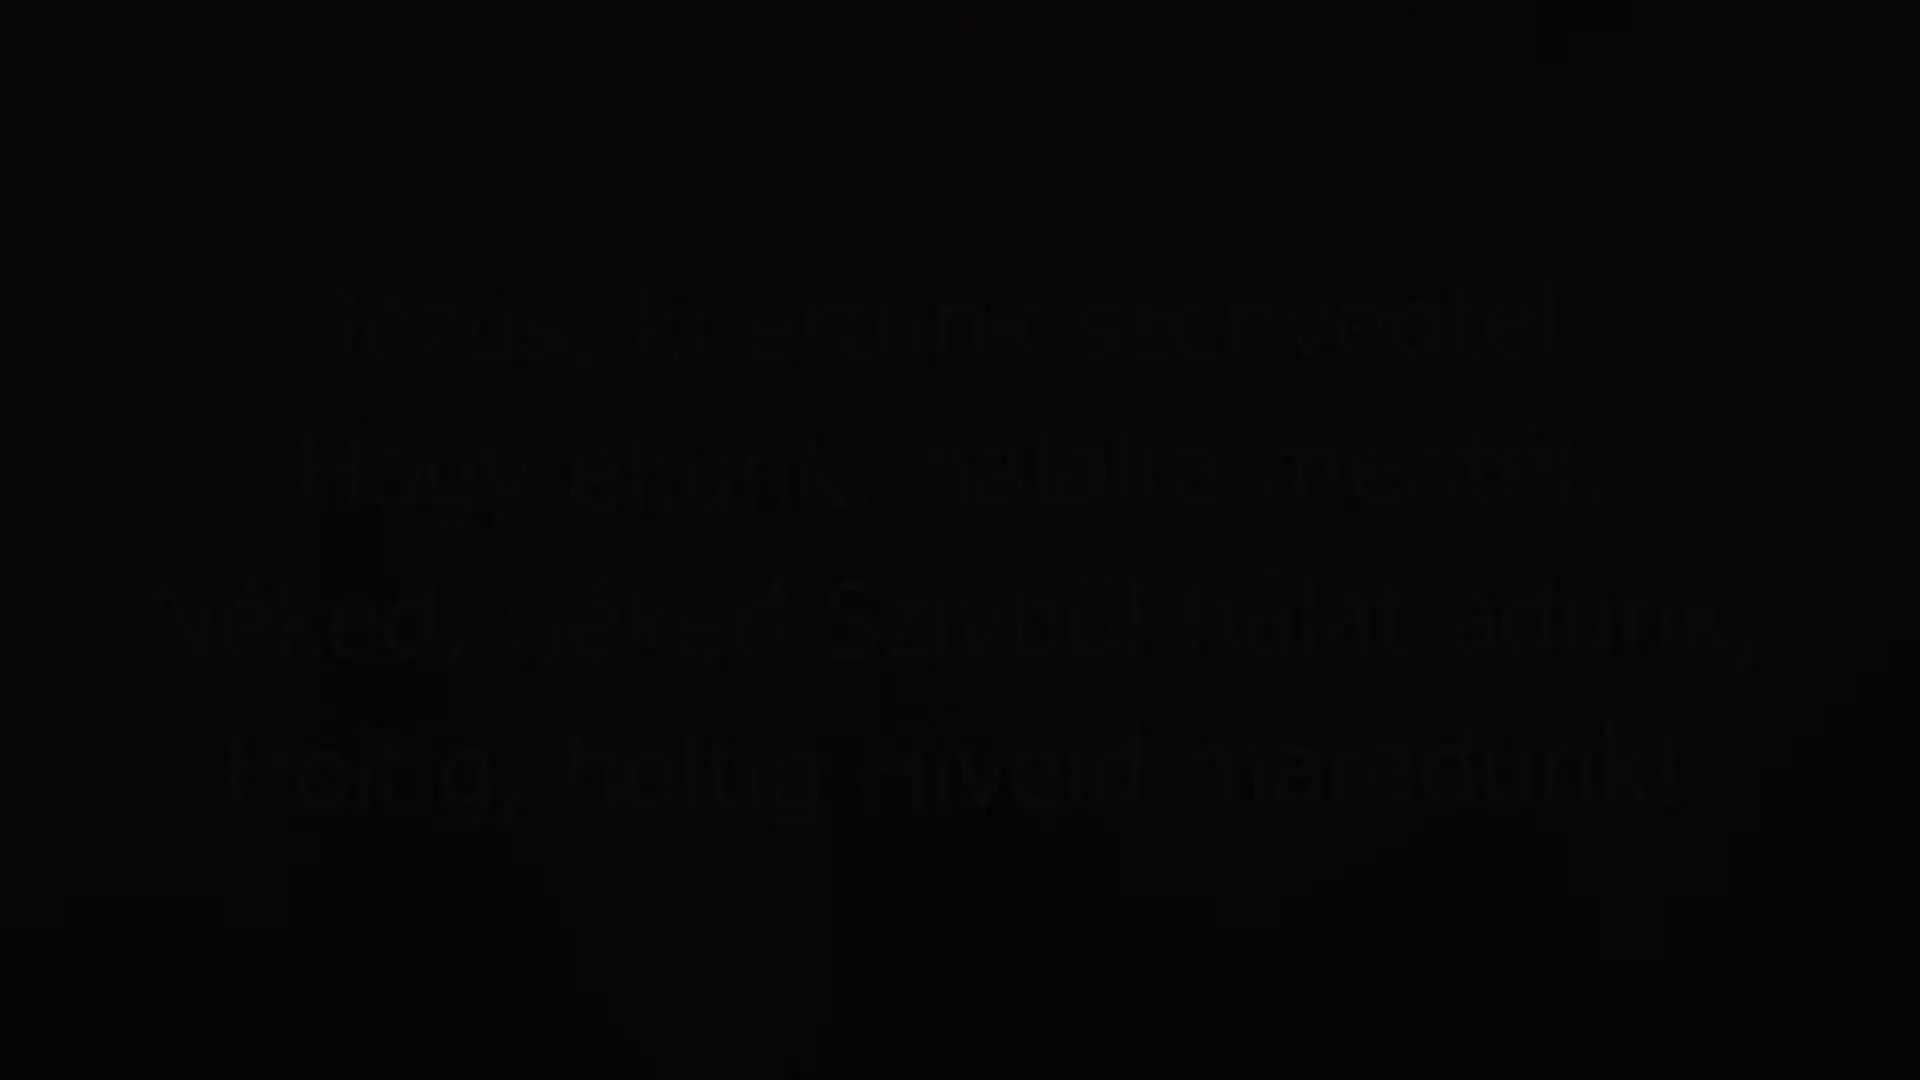 Jézus, ki értünk szenvedtél,
Hogy éljünk, halálra mentél:
Néked, néked Szívből hálát adunk,
Holtig, holtig Híveid maradunk!